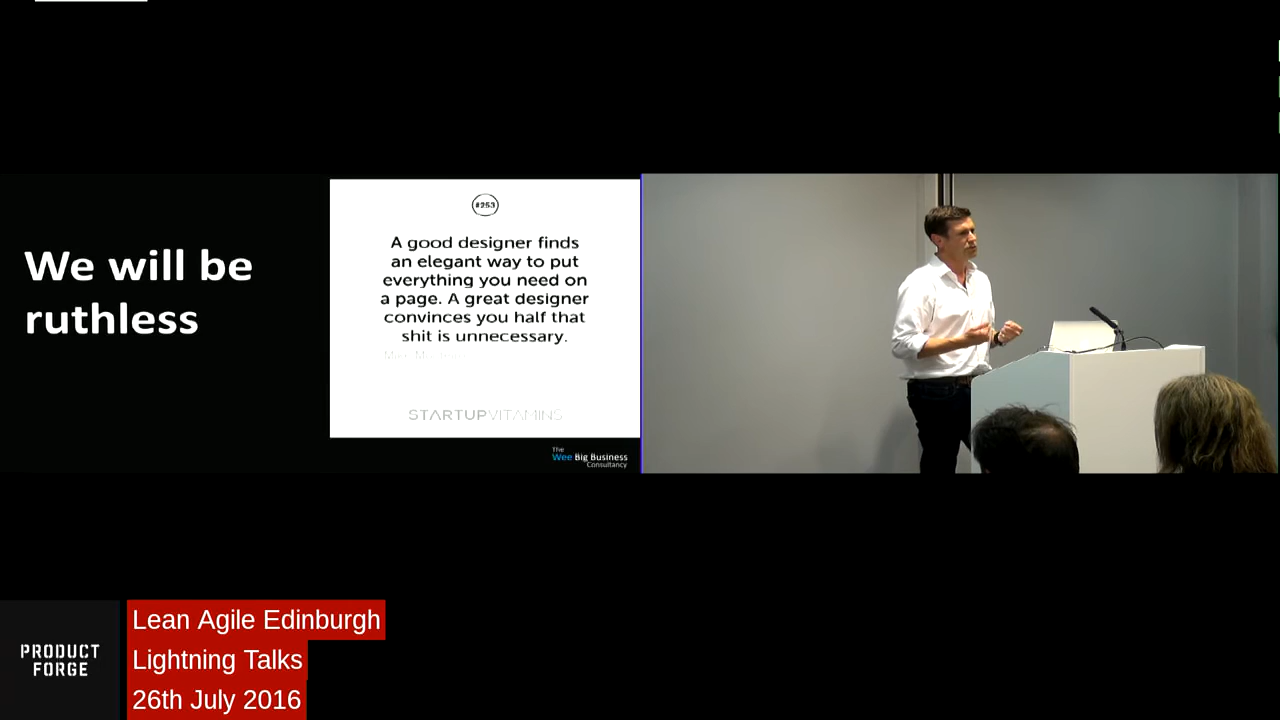 We will be
ruthless
#253
A good designer finds
an elegant way to put
everything you need on
a page. A great designer
convinces you half that
shit is unnecessary.
STARTUPVITAMINS
The
Wee Big Business
Consultancy
PRODUCT
FORGE
Lean Agile Edinburgh
Lightning Talks
26th July 2016